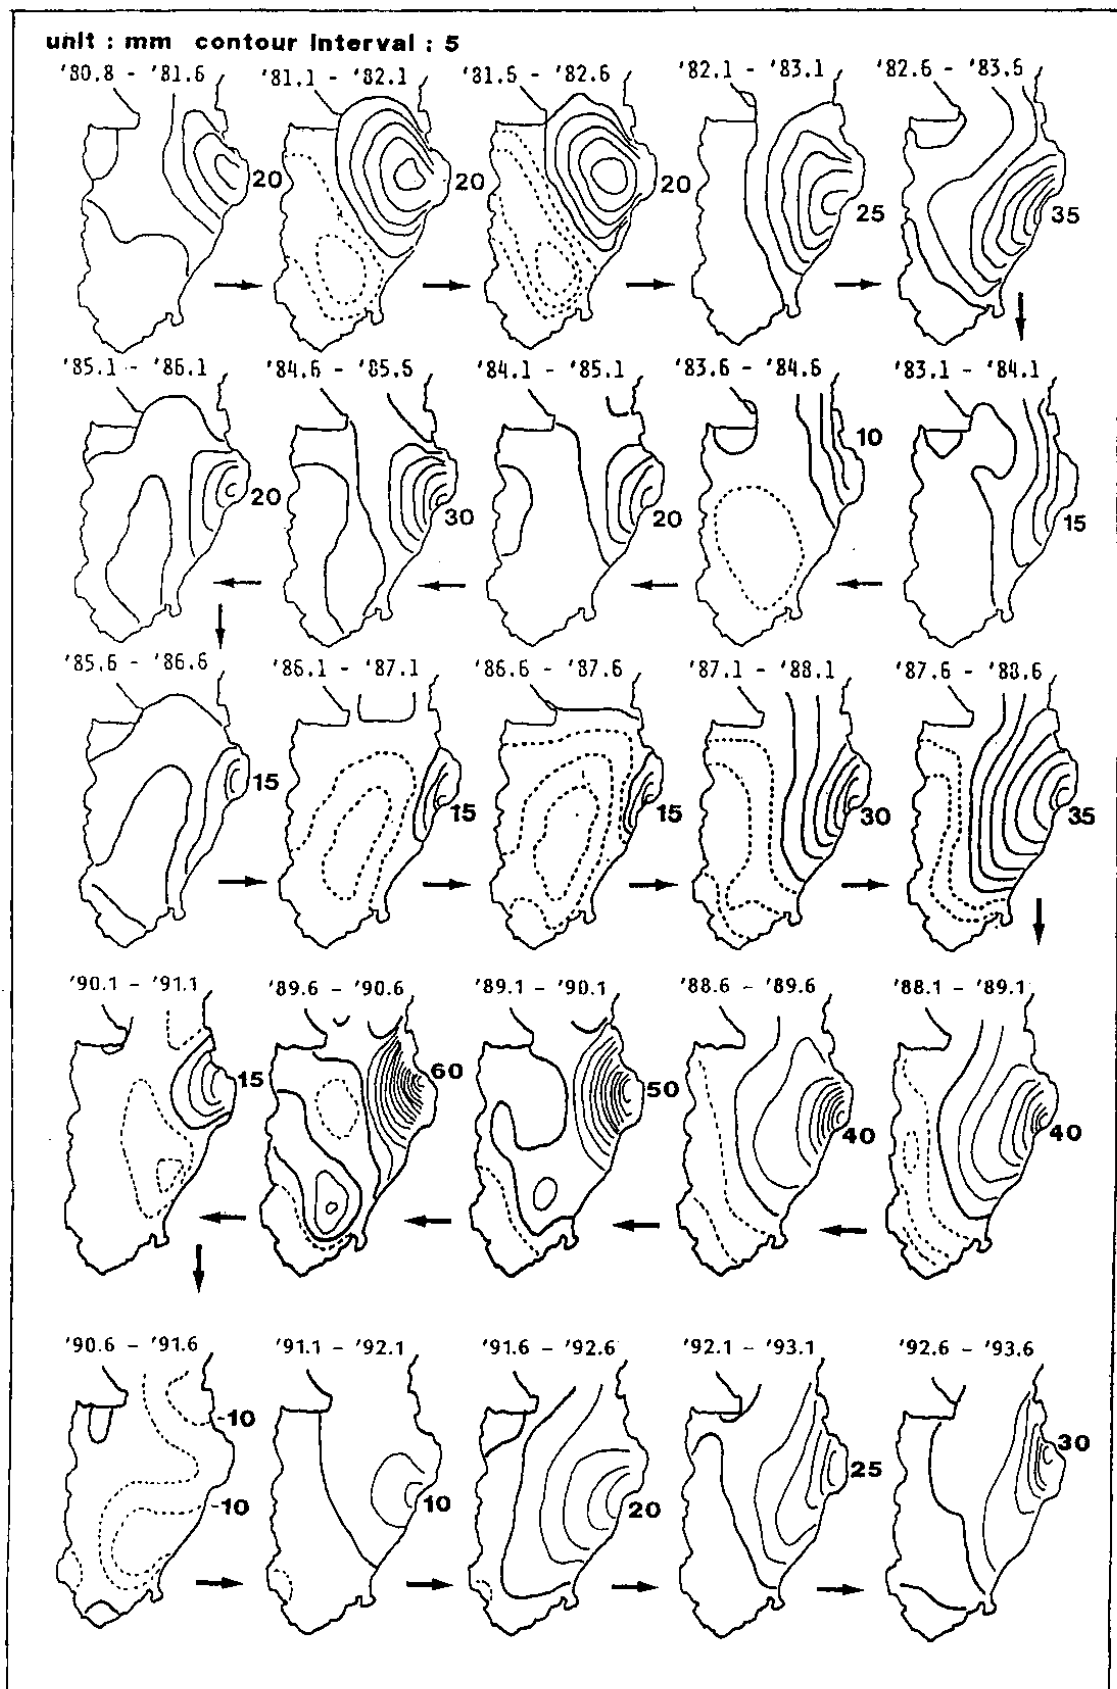 unit : mm contour interval : 5
'80.8 - '81.6 '81.1 - '82.1 '81.5 - '82.6 '82.1 - '83.1 '82.6 - '83.6
20 20 20 25 35
'85.1 - '86.1 '84.6 - '85.6 '84.1 - '85.1 '83.6 - '84.6 '83.1 - '84.1
20 30 20 10 15
'85.6 - '86.6 '86.1 - '87.1 '86.6 - '87.6 '87.1 - '88.1 '87.6 - '88.6
15 15 15 30 35
'90.1 - '91.1 '89.6 - '90.6 '89.1 - '90.1 '88.6 - '89.6 '88.1 - '89.1
15 60 50 40 40
'90.6 - '91.6 '91.1 - '92.1 '91.6 - '92.6 '92.1 - '93.1 '92.6 - '93.6
-10 -10 10 20 25 30